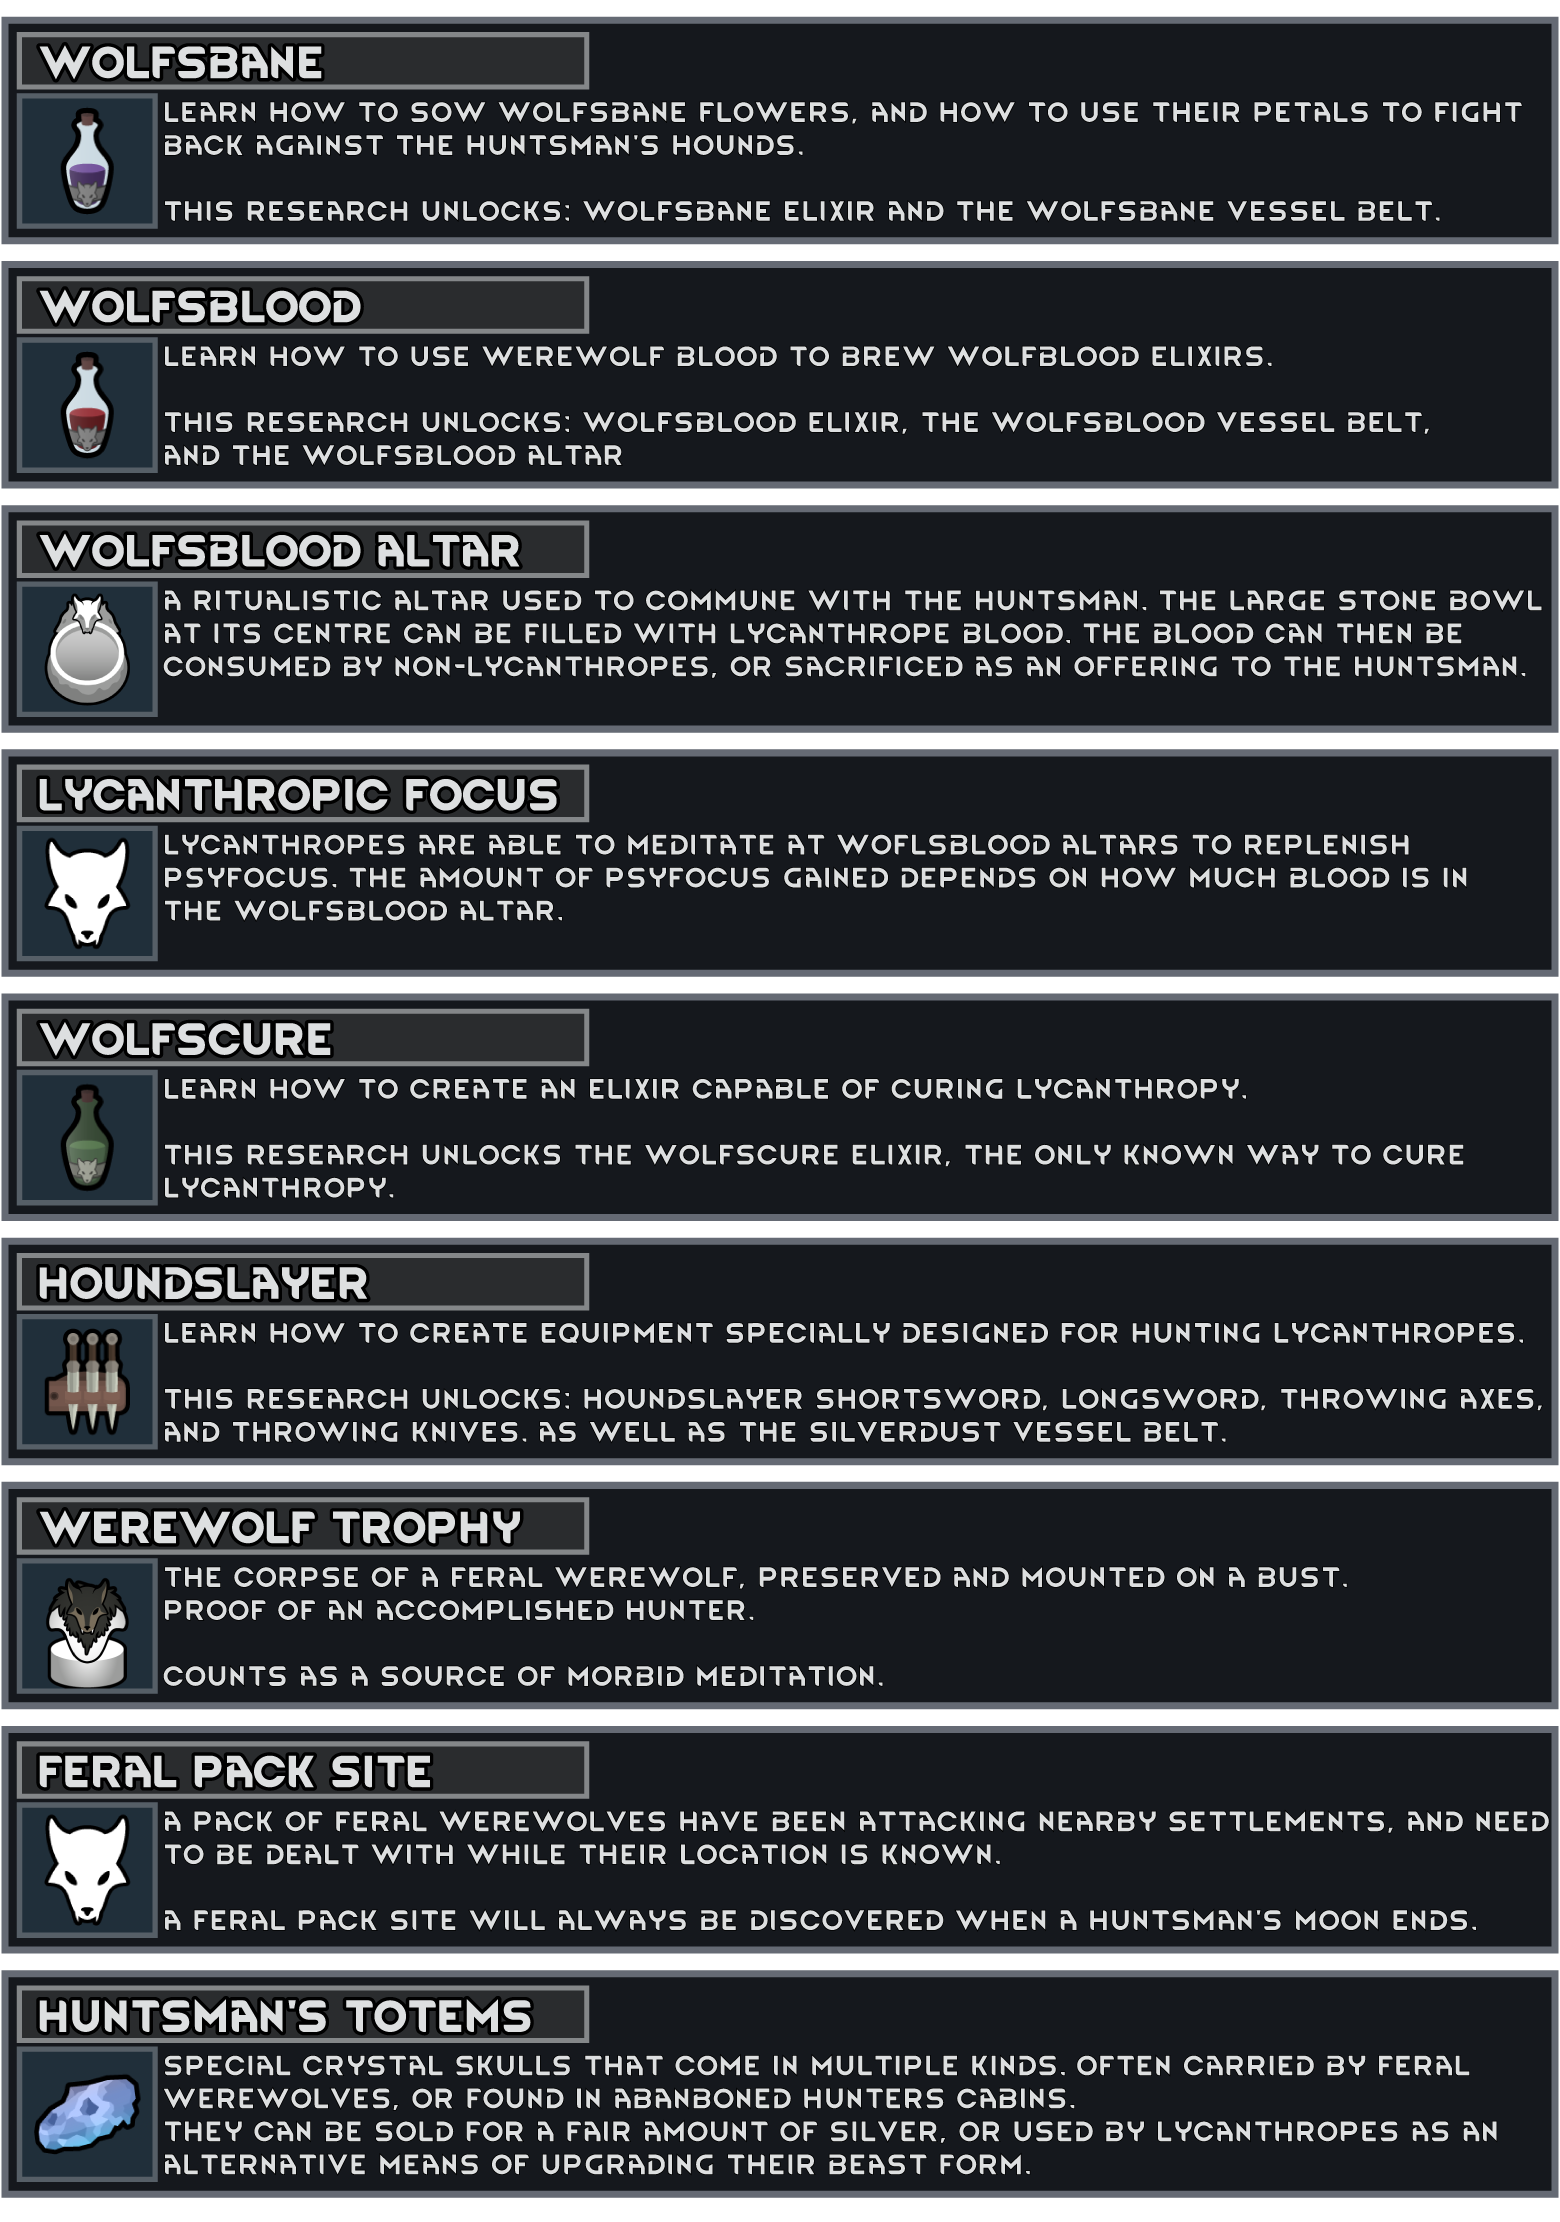 WOLFSBANE
LEARN HOW TO SOW WOLFSBANE FLOWERS, AND HOW TO USE THEIR PETALS TO FIGHT
BACK AGAINST THE HUNTSMAN'S HOUNDS.
THIS RESEARCH UNLOCKS: WOLFSBANE ELIXIR AND THE WOLFSBANE VESSEL BELT.
WOLFSBLOOD
LEARN HOW TO USE WEREWOLF BLOOD TO BREW WOLFBLOOD ELIXIRS.
THIS RESEARCH UNLOCKS: WOLFSBLOOD ELIXIR, THE WOLFSBLOOD VESSEL BELT,
AND THE WOLFSBLOOD ALTAR
WOLFSBLOOD ALTAR
A RITUALISTIC ALTAR USED TO COMMUNE WITH THE HUNTSMAN. THE LARGE STONE BOWL
AT ITS CENTRE CAN BE FILLED WITH LYCANTHROPE BLOOD. THE BLOOD CAN THEN BE
CONSUMED BY NON-LYCANTHROPES, OR SACRIFICED AS AN OFFERING TO THE HUNTSMAN.
LYCANTHROPIC FOCUS
LYCANTHROPES ARE ABLE TO MEDITATE AT WOFLSBLOOD ALTARS TO REPLENISH
PSYFOCUS. THE AMOUNT OF PSYFOCUS GAINED DEPENDS ON HOW MUCH BLOOD IS IN
THE WOLFSBLOOD ALTAR.
WOLFSCURE
LEARN HOW TO CREATE AN ELIXIR CAPABLE OF CURING LYCANTHROPY.
THIS RESEARCH UNLOCKS THE WOLFSCURE ELIXIR, THE ONLY KNOWN WAY TO CURE
LYCANTHROPY.
HOUNDSLAYER
LEARN HOW TO CREATE EQUIPMENT SPECIALLY DESIGNED FOR HUNTING LYCANTHROPES.
THIS RESEARCH UNLOCKS: HOUNDSLAYER SHORTSWORD, LONGSWORD, THROWING AXES,
AND THROWING KNIVES. AS WELL AS THE SILVERDUST VESSEL BELT.
WEREWOLF TROPHY
THE CORPSE OF A FERAL WEREWOLF, PRESERVED AND MOUNTED ON A BUST.
PROOF OF AN ACCOMPLISHED HUNTER.
COUNTS AS A SOURCE OF MORBID MEDITATION.
FERAL PACK SITE
A PACK OF FERAL WEREWOLVES HAVE BEEN ATTACKING NEARBY SETTLEMENTS, AND NEED
TO BE DEALT WITH WHILE THEIR LOCATION IS KNOWN.
A FERAL PACK SITE WILL ALWAYS BE DISCOVERED WHEN A HUNTSMAN'S MOON ENDS.
HUNTSMAN'S TOTEMS
SPECIAL CRYSTAL SKULLS THAT COME IN MULTIPLE KINDS. OFTEN CARRIED BY FERAL
WEREWOLVES, OR FOUND IN ABANBONED HUNTERS CABINS.
THEY CAN BE SOLD FOR A FAIR AMOUNT OF SILVER, OR USED BY LYCANTHROPES AS AN
ALTERNATIVE MEANS OF UPGRADING THEIR BEAST FORM.